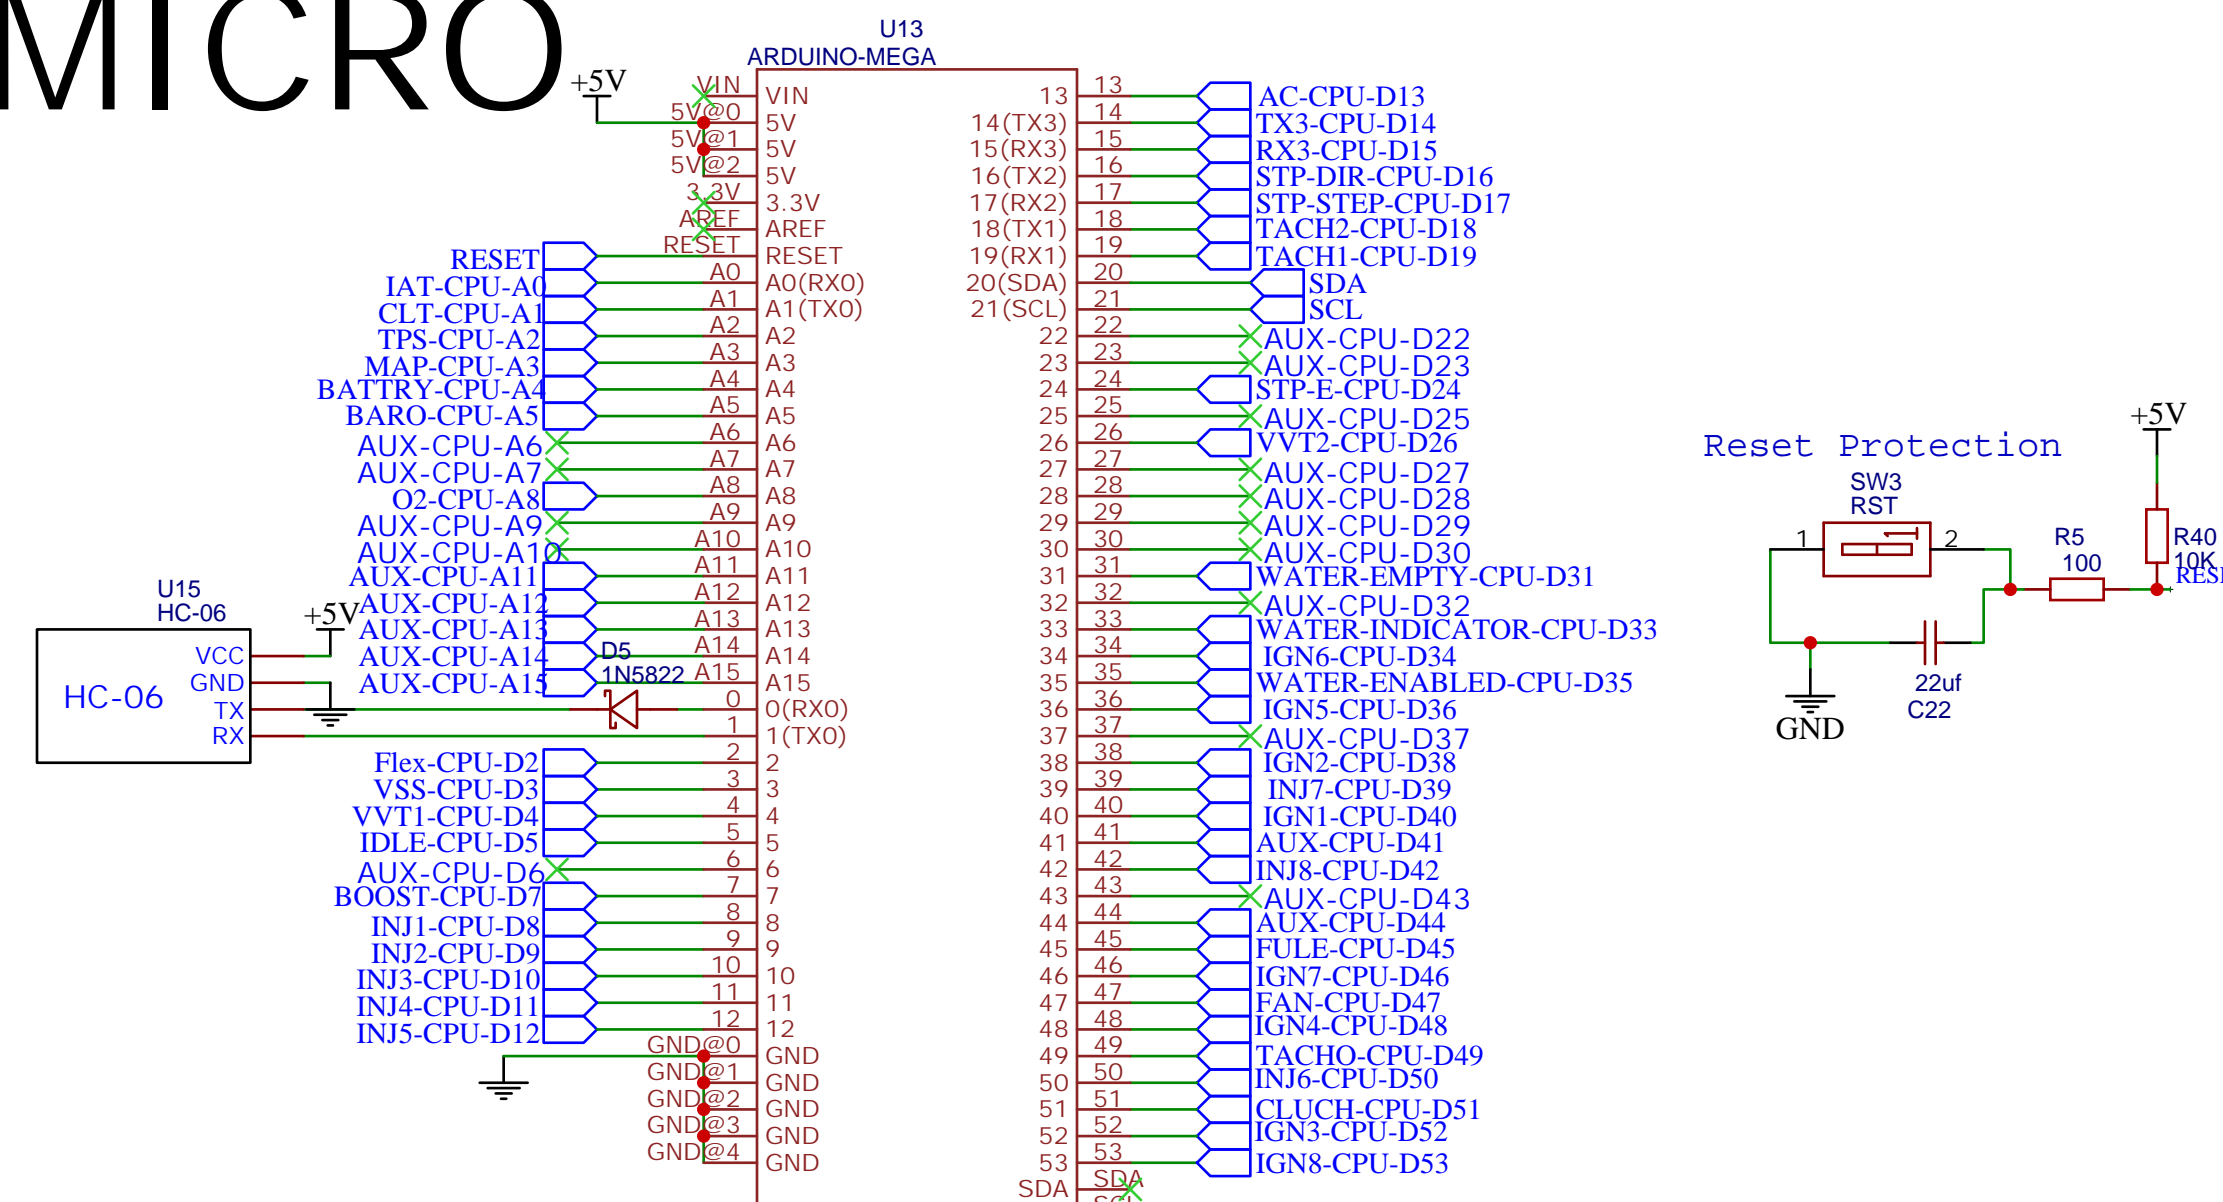 MICRO
U13
ARDUINO-MEGA
+5V
VIN VIN
5V@0 5V
5V@1 5V
5V@2 5V
3.3V 3.3V
AREF AREF
RESET RESET RESET
IAT-CPU-A0 A0 A0(RX0)
CLT-CPU-A1 A1 A1(TX0)
TPS-CPU-A2 A2 A2
MAP-CPU-A3 A3 A3
BATTRY-CPU-A4 A4 A4
BARO-CPU-A5 A5 A5
AUX-CPU-A6 A6 A6
AUX-CPU-A7 A7 A7
O2-CPU-A8 A8 A8
AUX-CPU-A9 A9 A9
AUX-CPU-A10 A10 A10
AUX-CPU-A11 A11 A11
AUX-CPU-A12 A12 A12
AUX-CPU-A13 A13 A13
AUX-CPU-A14 A14 A14
AUX-CPU-A15 A15 A15
D5
1N5822
0 0(RX0)
1 1(TX0)
Flex-CPU-D2 2 2
VSS-CPU-D3 3 3
VVT1-CPU-D4 4 4
IDLE-CPU-D5 5 5
AUX-CPU-D6 6 6
BOOST-CPU-D7 7 7
INJ1-CPU-D8 8 8
INJ2-CPU-D9 9 9
INJ3-CPU-D10 10 10
INJ4-CPU-D11 11 11
INJ5-CPU-D12 12 12
GND@0 GND
GND@1 GND
GND@2 GND
GND@3 GND
GND@4 GND
U15
HC-06
+5V
HC-06
VCC
GND
TX
RX
13 13 AC-CPU-D13
14(TX3) 14 TX3-CPU-D14
15(RX3) 15 RX3-CPU-D15
16(TX2) 16 STP-DIR-CPU-D16
17(RX2) 17 STP-STEP-CPU-D17
18(TX1) 18 TACH2-CPU-D18
19(RX1) 19 TACH1-CPU-D19
20(SDA) 20 SDA
21(SCL) 21 SCL
22 22 AUX-CPU-D22
23 23 AUX-CPU-D23
24 24 STP-E-CPU-D24
25 25 AUX-CPU-D25
26 26 VVT2-CPU-D26
27 27 AUX-CPU-D27
28 28 AUX-CPU-D28
29 29 AUX-CPU-D29
30 30 AUX-CPU-D30
31 31 WATER-EMPTY-CPU-D31
32 32 AUX-CPU-D32
33 33 WATER-INDICATOR-CPU-D33
34 34 IGN6-CPU-D34
35 35 WATER-ENABLED-CPU-D35
36 36 IGN5-CPU-D36
37 37 AUX-CPU-D37
38 38 IGN2-CPU-D38
39 39 INJ7-CPU-D39
40 40 IGN1-CPU-D40
41 41 AUX-CPU-D41
42 42 INJ8-CPU-D42
43 43 AUX-CPU-D43
44 44 AUX-CPU-D44
45 45 FULE-CPU-D45
46 46 IGN7-CPU-D46
47 47 FAN-CPU-D47
48 48 IGN4-CPU-D48
49 49 TACHO-CPU-D49
50 50 INJ6-CPU-D50
51 51 CLUCH-CPU-D51
52 52 IGN3-CPU-D52
53 53 IGN8-CPU-D53
SDA SDA
Reset Protection
SW3
RST
1 2
+5V
R5
100
R40
10K
22uf
C22
GND